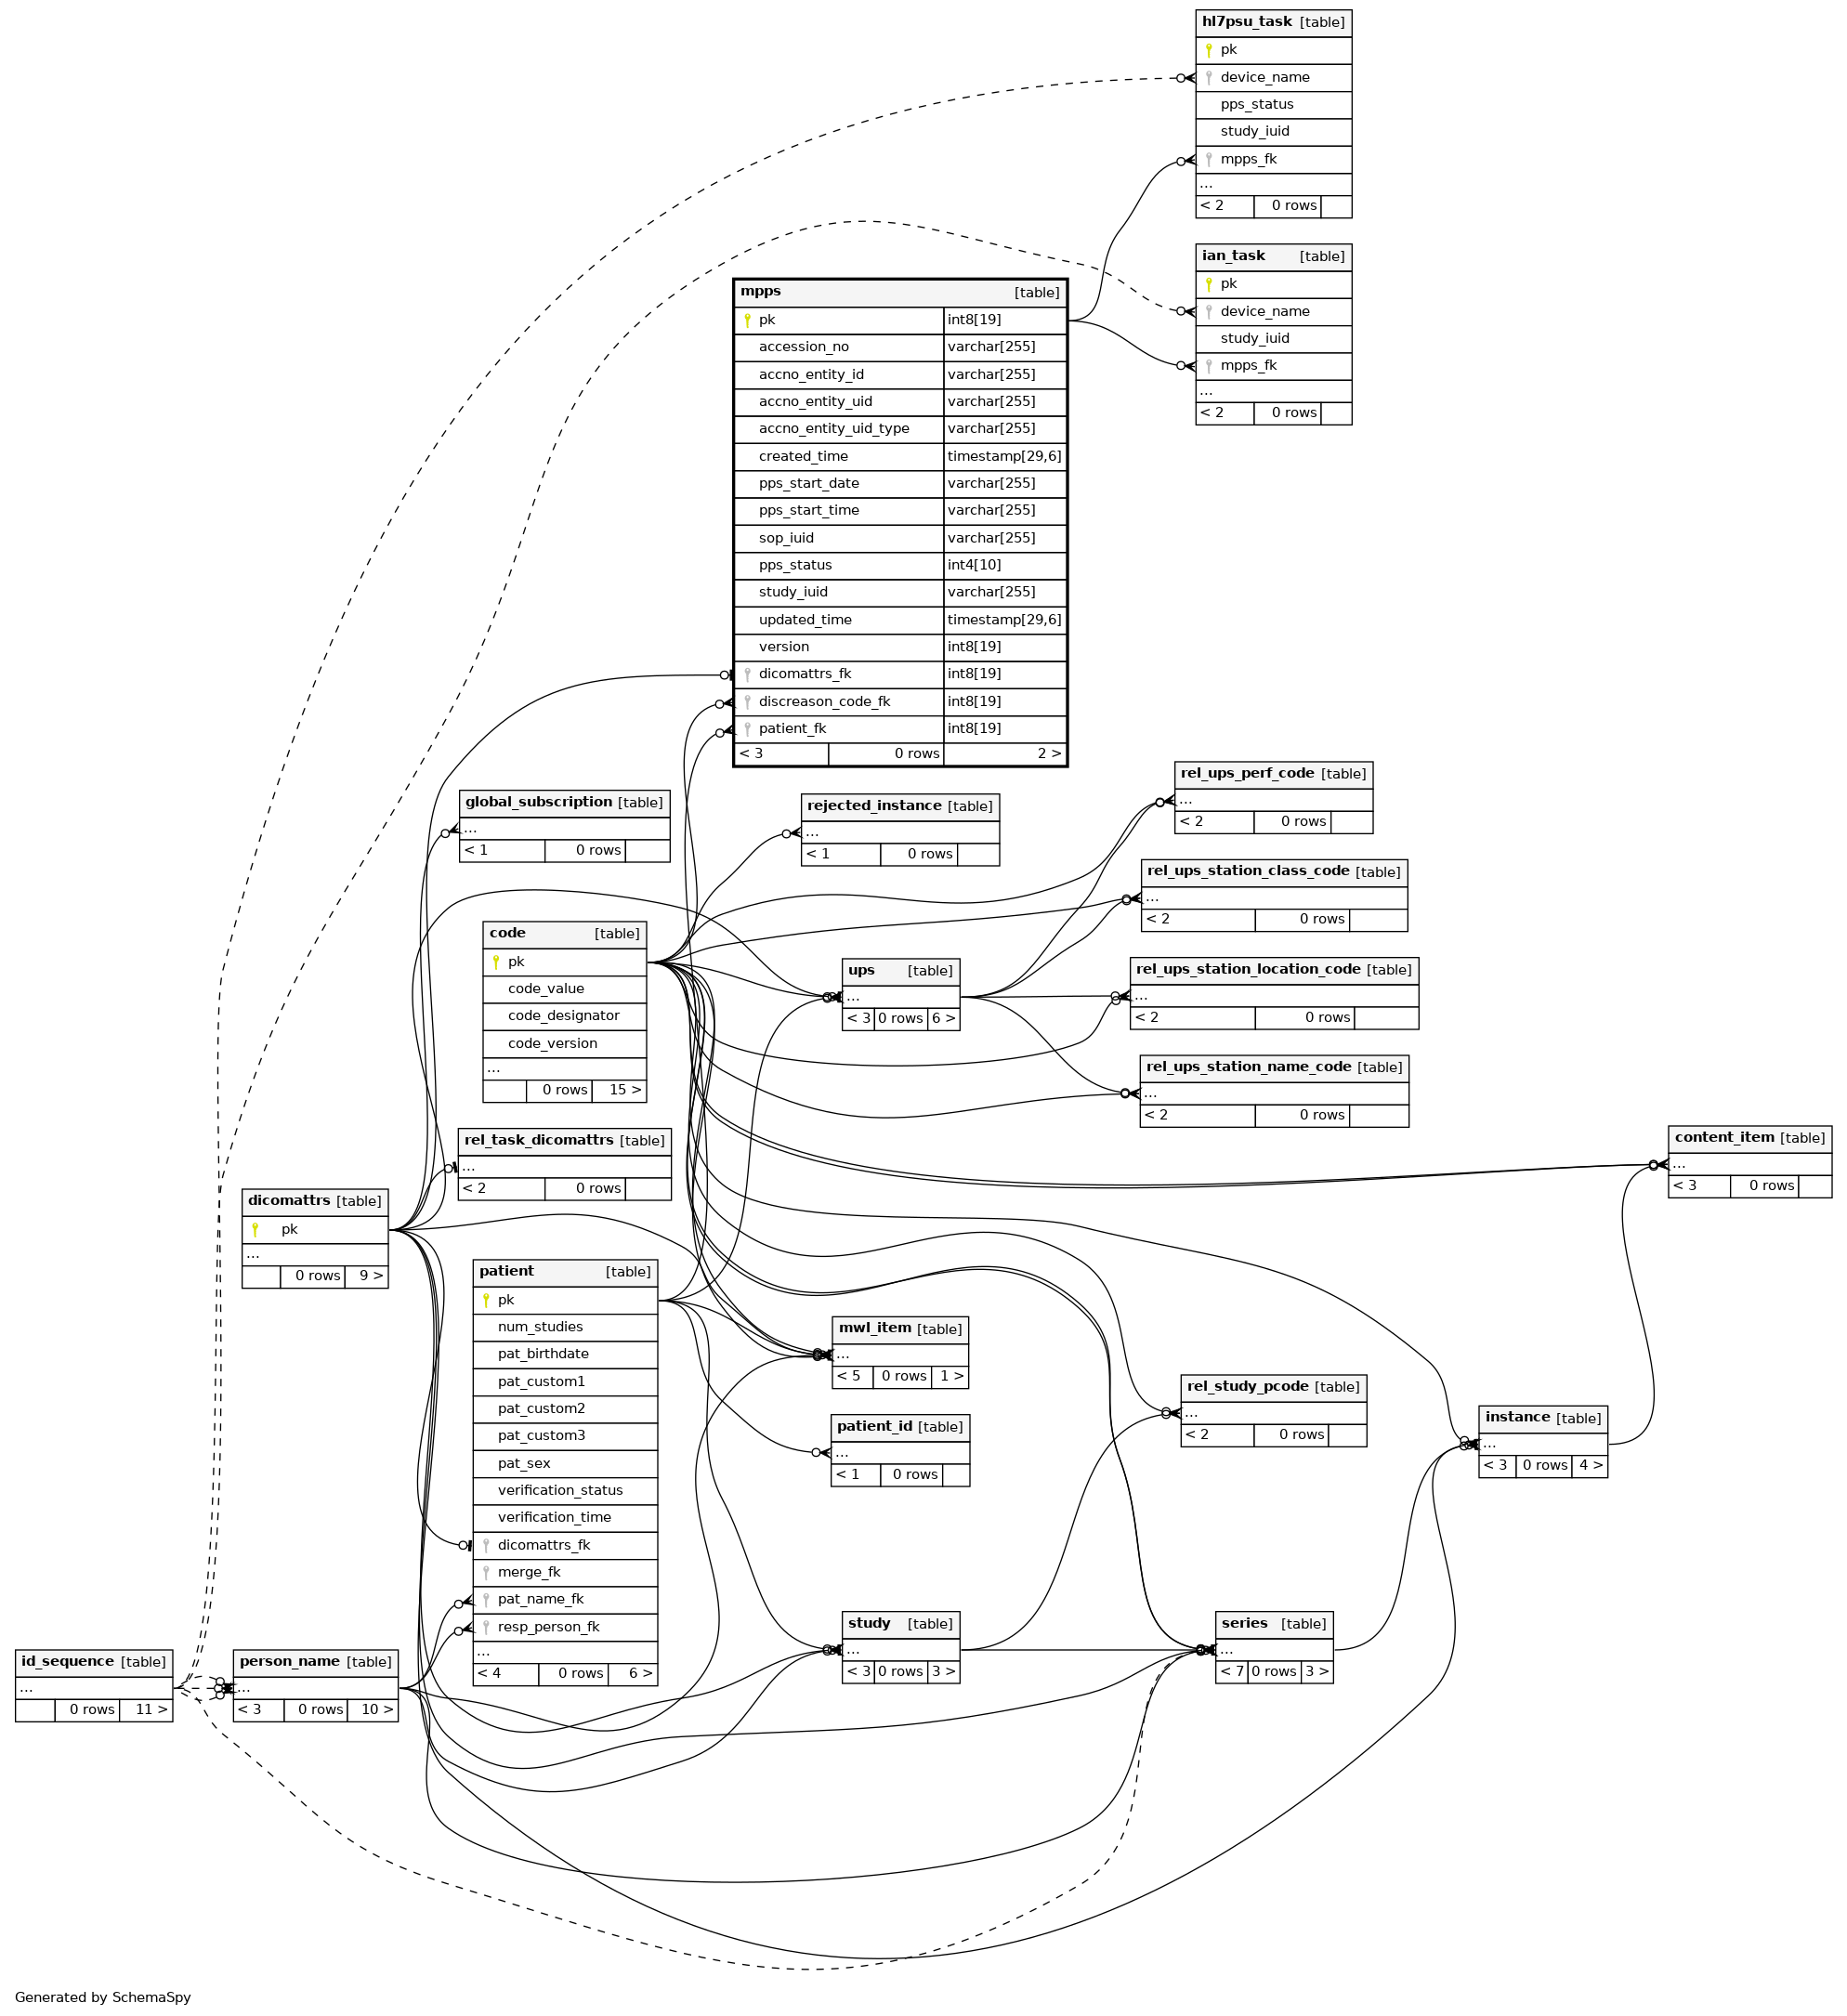 hl7psu_task [table]
pk
device_name
pps_status
study_iuid
mpps_fk
...
< 2 0 rows
ian_task [table]
pk
device_name
study_iuid
mpps_fk
...
< 2 0 rows
mpps [table]
pk int8[19]
accession_no varchar[255]
accno_entity_id varchar[255]
accno_entity_uid varchar[255]
accno_entity_uid_type varchar[255]
created_time timestamp[29,6]
pps_start_date varchar[255]
pps_start_time varchar[255]
sop_iuid varchar[255]
pps_status int4[10]
study_iuid varchar[255]
updated_time timestamp[29,6]
version int8[19]
dicomattrs_fk int8[19]
discreason_code_fk int8[19]
patient_fk int8[19]
< 3 0 rows 2 >
global_subscription [table]
...
< 1 0 rows
rejected_instance [table]
...
< 1 0 rows
rel_ups_perf_code [table]
...
< 2 0 rows
rel_ups_station_class_code [table]
...
< 2 0 rows
code [table]
pk
code_value
code_designator
code_version
...
0 rows 15 >
ups [table]
...
< 3 0 rows 6 >
rel_ups_station_location_code [table]
...
< 2 0 rows
rel_ups_station_name_code [table]
...
< 2 0 rows
content_item [table]
...
< 3 0 rows
rel_task_dicomattrs [table]
...
< 2 0 rows
dicomattrs [table]
pk
...
0 rows 9 >
patient [table]
pk
num_studies
pat_birthdate
pat_custom1
pat_custom2
pat_custom3
pat_sex
verification_status
verification_time
dicomattrs_fk
merge_fk
pat_name_fk
resp_person_fk
...
< 4 0 rows 6 >
mwl_item [table]
...
< 5 0 rows 1 >
patient_id [table]
...
< 1 0 rows
rel_study_pcode [table]
...
< 2 0 rows
instance [table]
...
< 3 0 rows 4 >
study [table]
...
< 3 0 rows 3 >
series [table]
...
< 7 0 rows 3 >
id_sequence [table]
...
0 rows 11 >
person_name [table]
...
< 3 0 rows 10 >
Generated by SchemaSpy